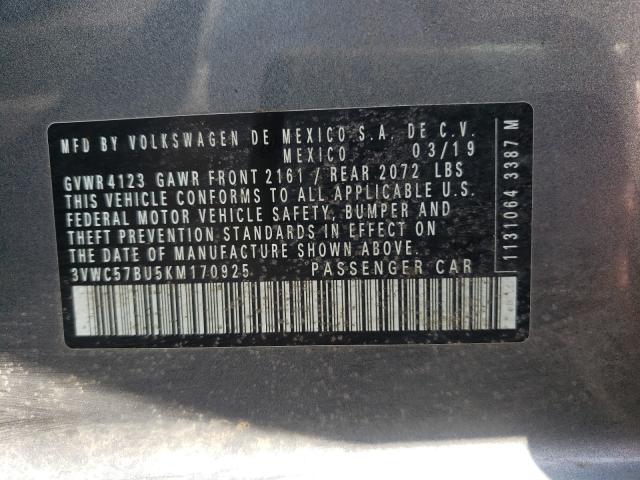 MFD BY VOLKSWAGEN DE MEXICO S.A. DE C.V.
MEXICO 03/19
GVWR 4123 GAWR FRONT 2161 / REAR 2072 LBS
THIS VEHICLE CONFORMS TO ALL APPLICABLE U.S.
FEDERAL MOTOR VEHICLE SAFETY, BUMPER AND
THEFT PREVENTION STANDARDS IN EFFECT ON
THE DATE OF MANUFACTURE SHOWN ABOVE.
3VWC57BU5KM170925 PASSENGER CAR
1131064 3387 M